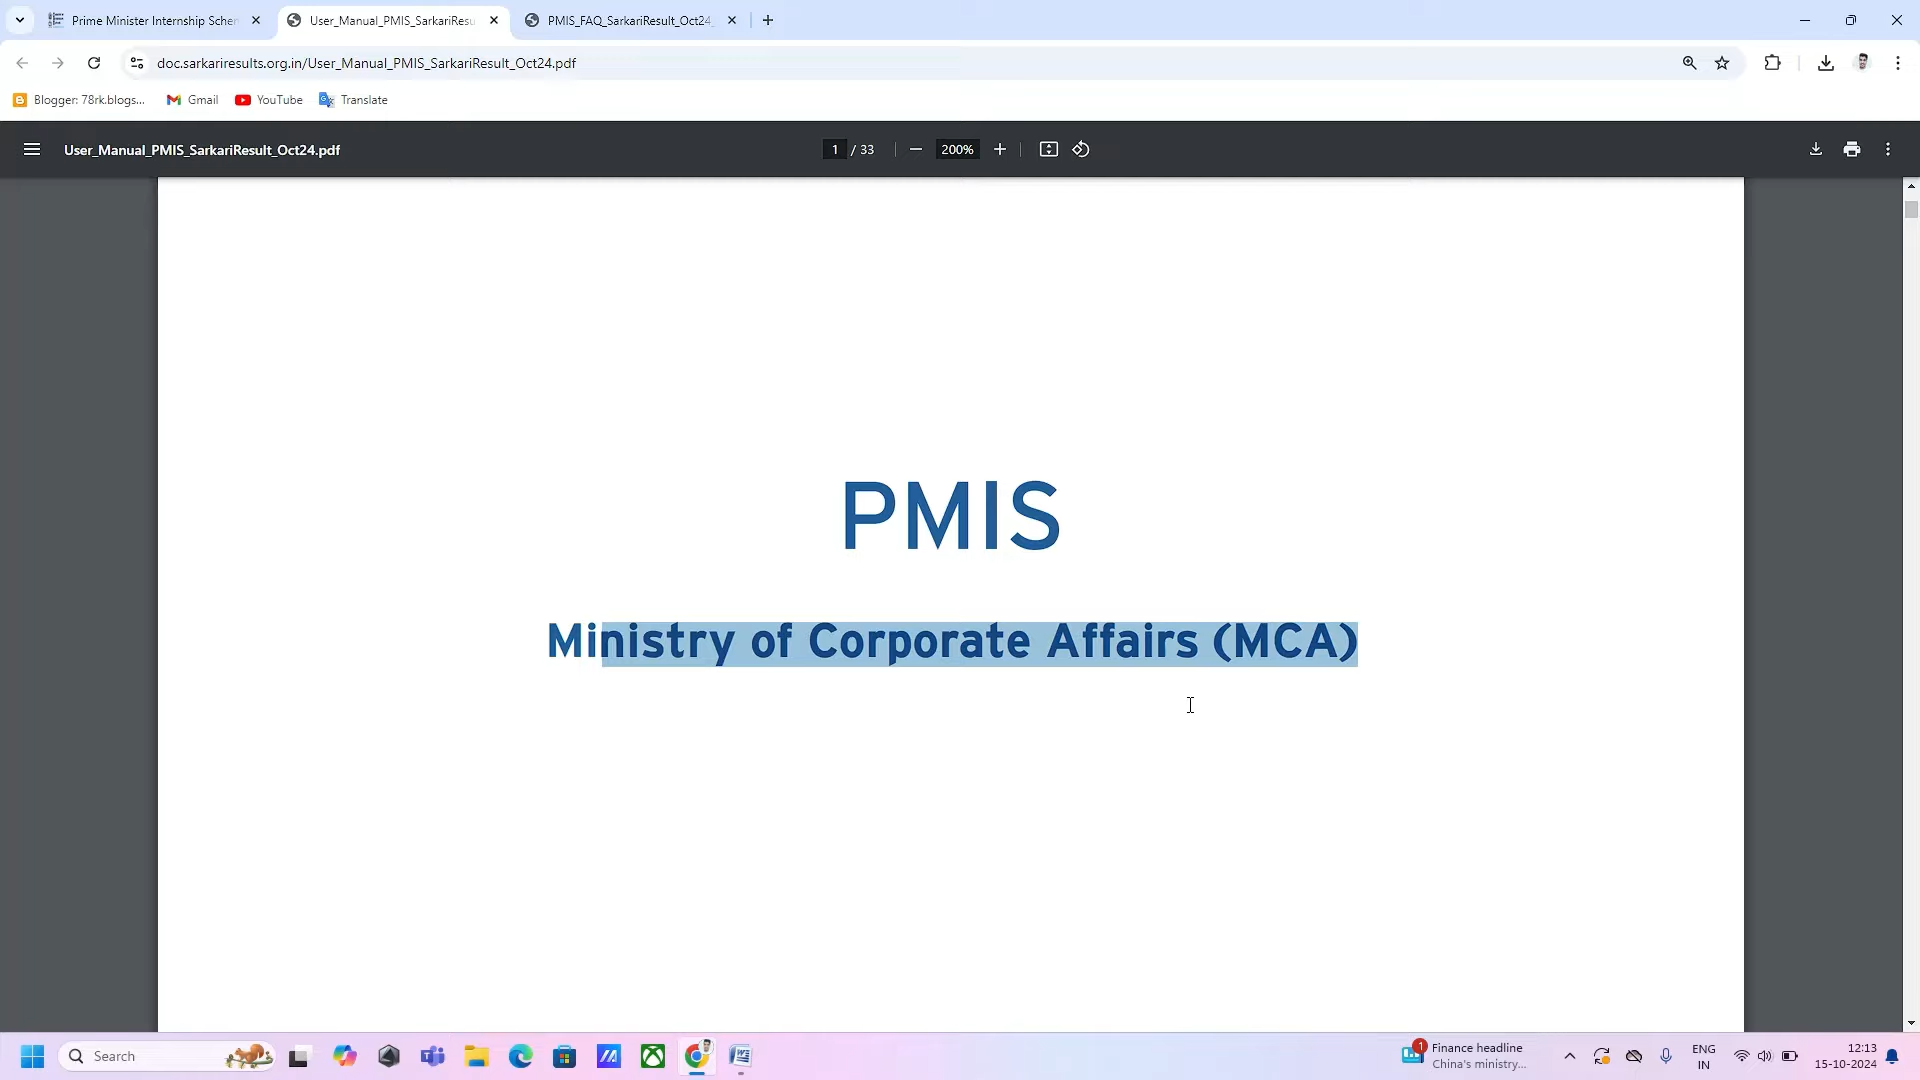 Prime Minister Internship Scher
User_Manual_PMIS_SarkariResu
PMIS_FAQ_SarkariResult_Oct24
doc.sarkariresults.org.in/User_Manual_PMIS_SarkariResult_Oct24.pdf
Blogger: 78rk.blogs...
Gmail
YouTube
Translate
User_Manual_PMIS_SarkariResult_Oct24.pdf
1 / 33
200%
PMIS
Ministry of Corporate Affairs (MCA)
Search
1
Finance headline
China's ministry...
ENG
IN
12:13
15-10-2024